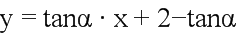 y = tanα · x + 2−tanα